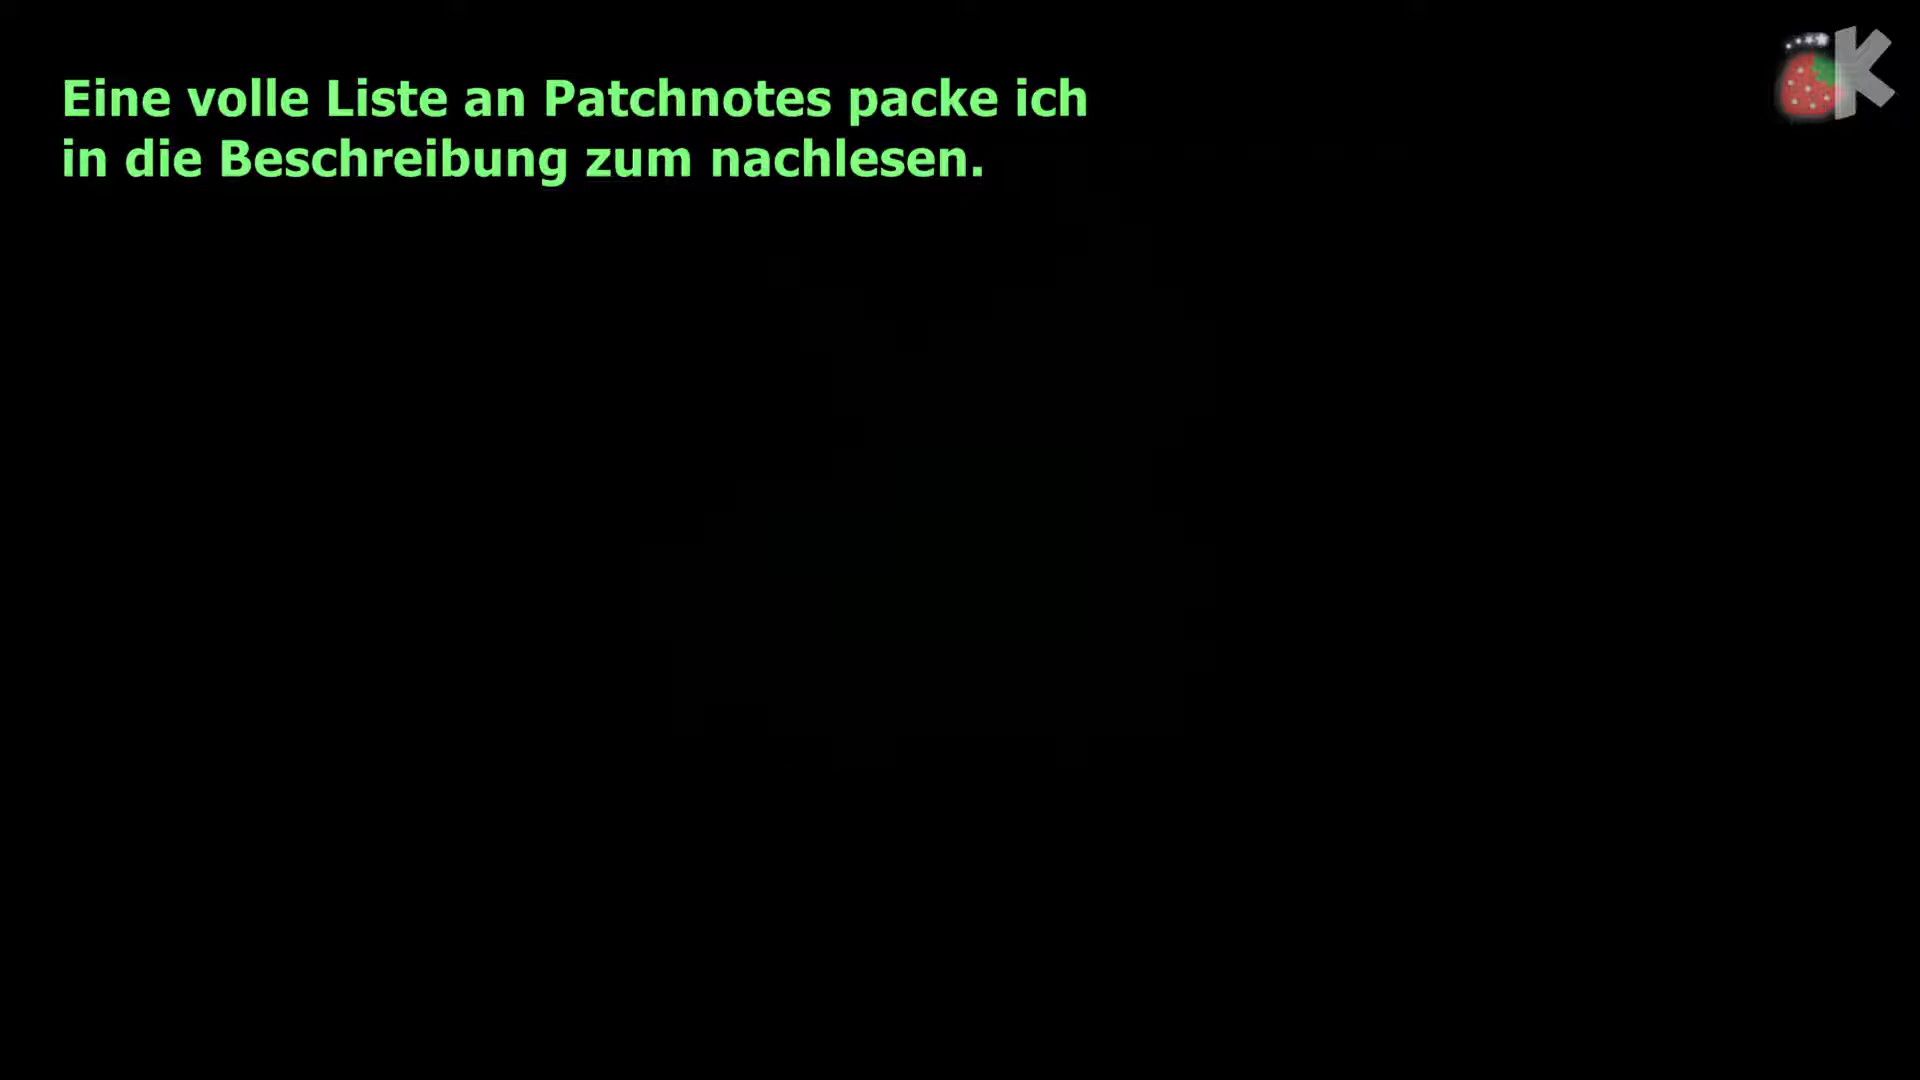 Eine volle Liste an Patchnotes packe ich
in die Beschreibung zum nachlesen.
K